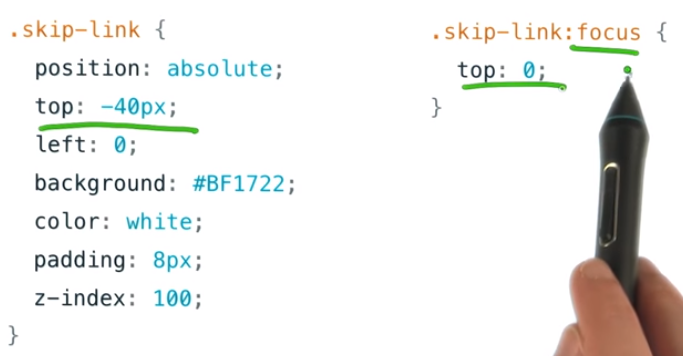 .skip-link {
position: absolute;
top: -40px;
left: 0;
background: #BF1722;
color: white;
padding: 8px;
z-index: 100;
}
.skip-link:focus {
top: 0;
}